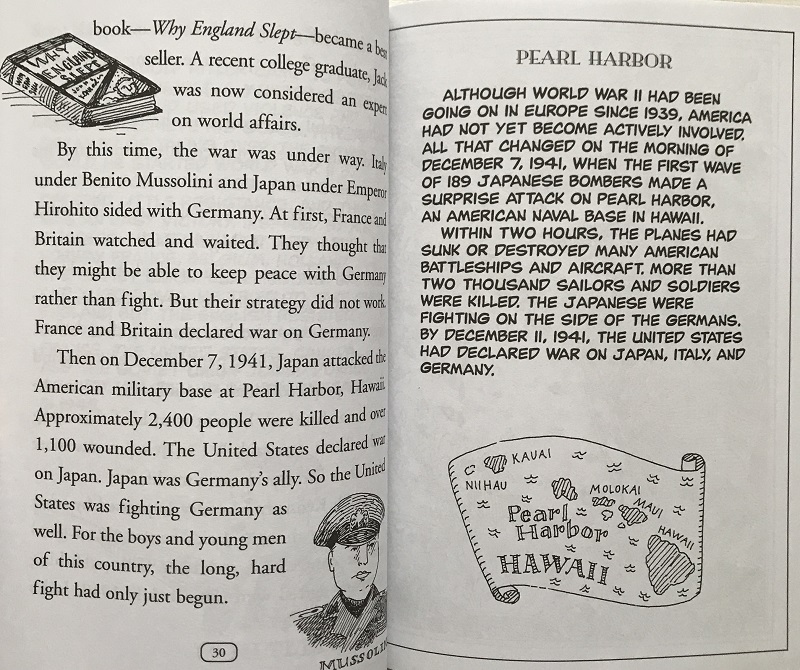 book—Why England Slept—became a best
seller. A recent college graduate, Jack
was now considered an expert
on world affairs.
By this time, the war was under way. Italy
under Benito Mussolini and Japan under Emperor
Hirohito sided with Germany. At first, France and
Britain watched and waited. They thought that
they might be able to keep peace with Germany
rather than fight. But their strategy did not work.
France and Britain declared war on Germany.
Then on December 7, 1941, Japan attacked the
American military base at Pearl Harbor, Hawaii.
Approximately 2,400 people were killed and over
1,100 wounded. The United States declared war
on Japan. Japan was Germany's ally. So the United
States was fighting Germany as
well. For the boys and young men
of this country, the long, hard
fight had only just begun.
WHY
ENGLAND
SLEPT
MUSSOLIN
30
PEARL HARBOR
ALTHOUGH WORLD WAR II HAD BEEN
GOING ON IN EUROPE SINCE 1939, AMERICA
HAD NOT YET BECOME ACTIVELY INVOLVED.
ALL THAT CHANGED ON THE MORNING OF
DECEMBER 7, 1941, WHEN THE FIRST WAVE
OF 189 JAPANESE BOMBERS MADE A
SURPRISE ATTACK ON PEARL HARBOR,
AN AMERICAN NAVAL BASE IN HAWAII.
WITHIN TWO HOURS, THE PLANES HAD
SUNK OR DESTROYED MANY AMERICAN
BATTLESHIPS AND AIRCRAFT. MORE THAN
TWO THOUSAND SAILORS AND SOLDIERS
WERE KILLED. THE JAPANESE WERE
FIGHTING ON THE SIDE OF THE GERMANS.
BY DECEMBER 11, 1941, THE UNITED STATES
HAD DECLARED WAR ON JAPAN, ITALY, AND
GERMANY.
KAUAI
NIIHAU
MOLOKAI
MAUI
HAWAII
Pearl
Harbor
HAWAII